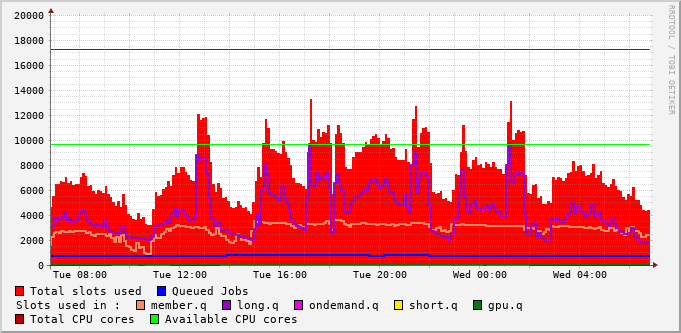 20000
18000
16000
14000
12000
10000
8000
6000
4000
2000
0
Tue 08:00 Tue 12:00 Tue 16:00 Tue 20:00 Wed 00:00 Wed 04:00
Total slots used Queued Jobs
Slots used in : member.q long.q ondemand.q short.q gpu.q
Total CPU cores Available CPU cores
RRDTOOL / TOBI OETIKER